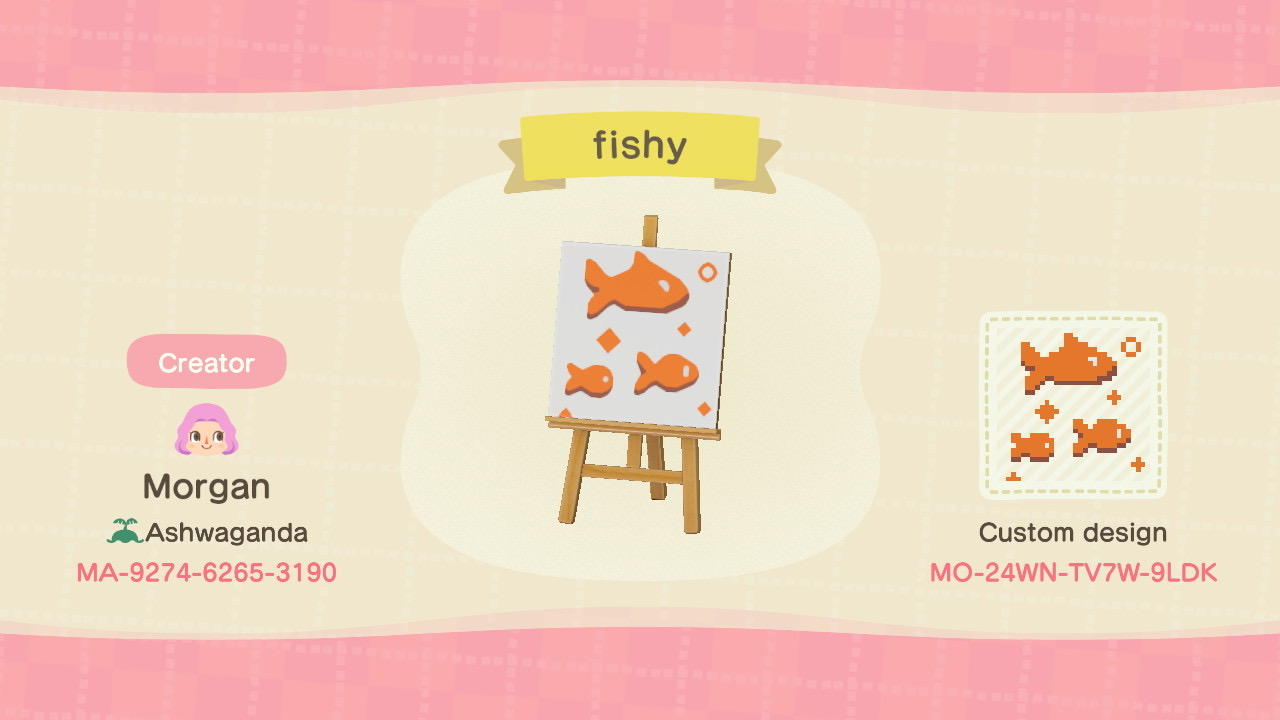 fishy
Creator
Morgan
Ashwaganda
MA-9274-6265-3190
Custom design
MO-24WN-TV7W-9LDK